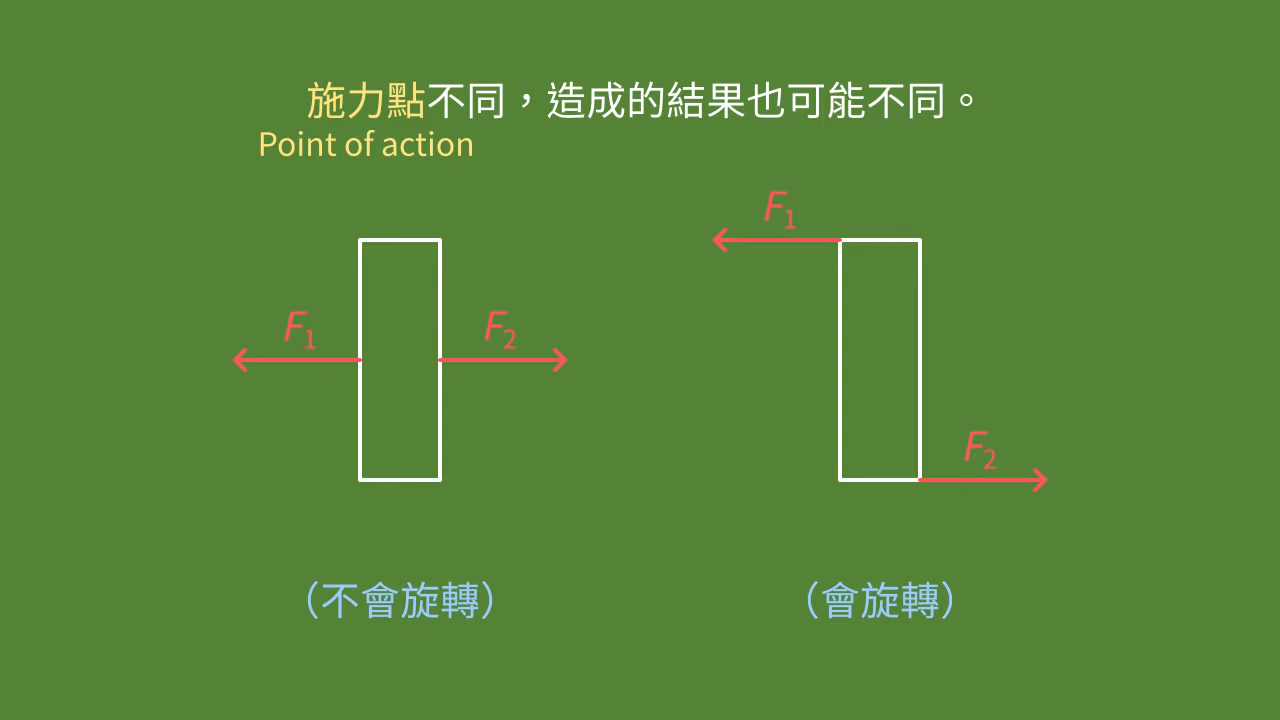 施力點不同，造成的結果也可能不同。
Point of action
F₁
F₁
F₂
F₂
（不會旋轉）
（會旋轉）